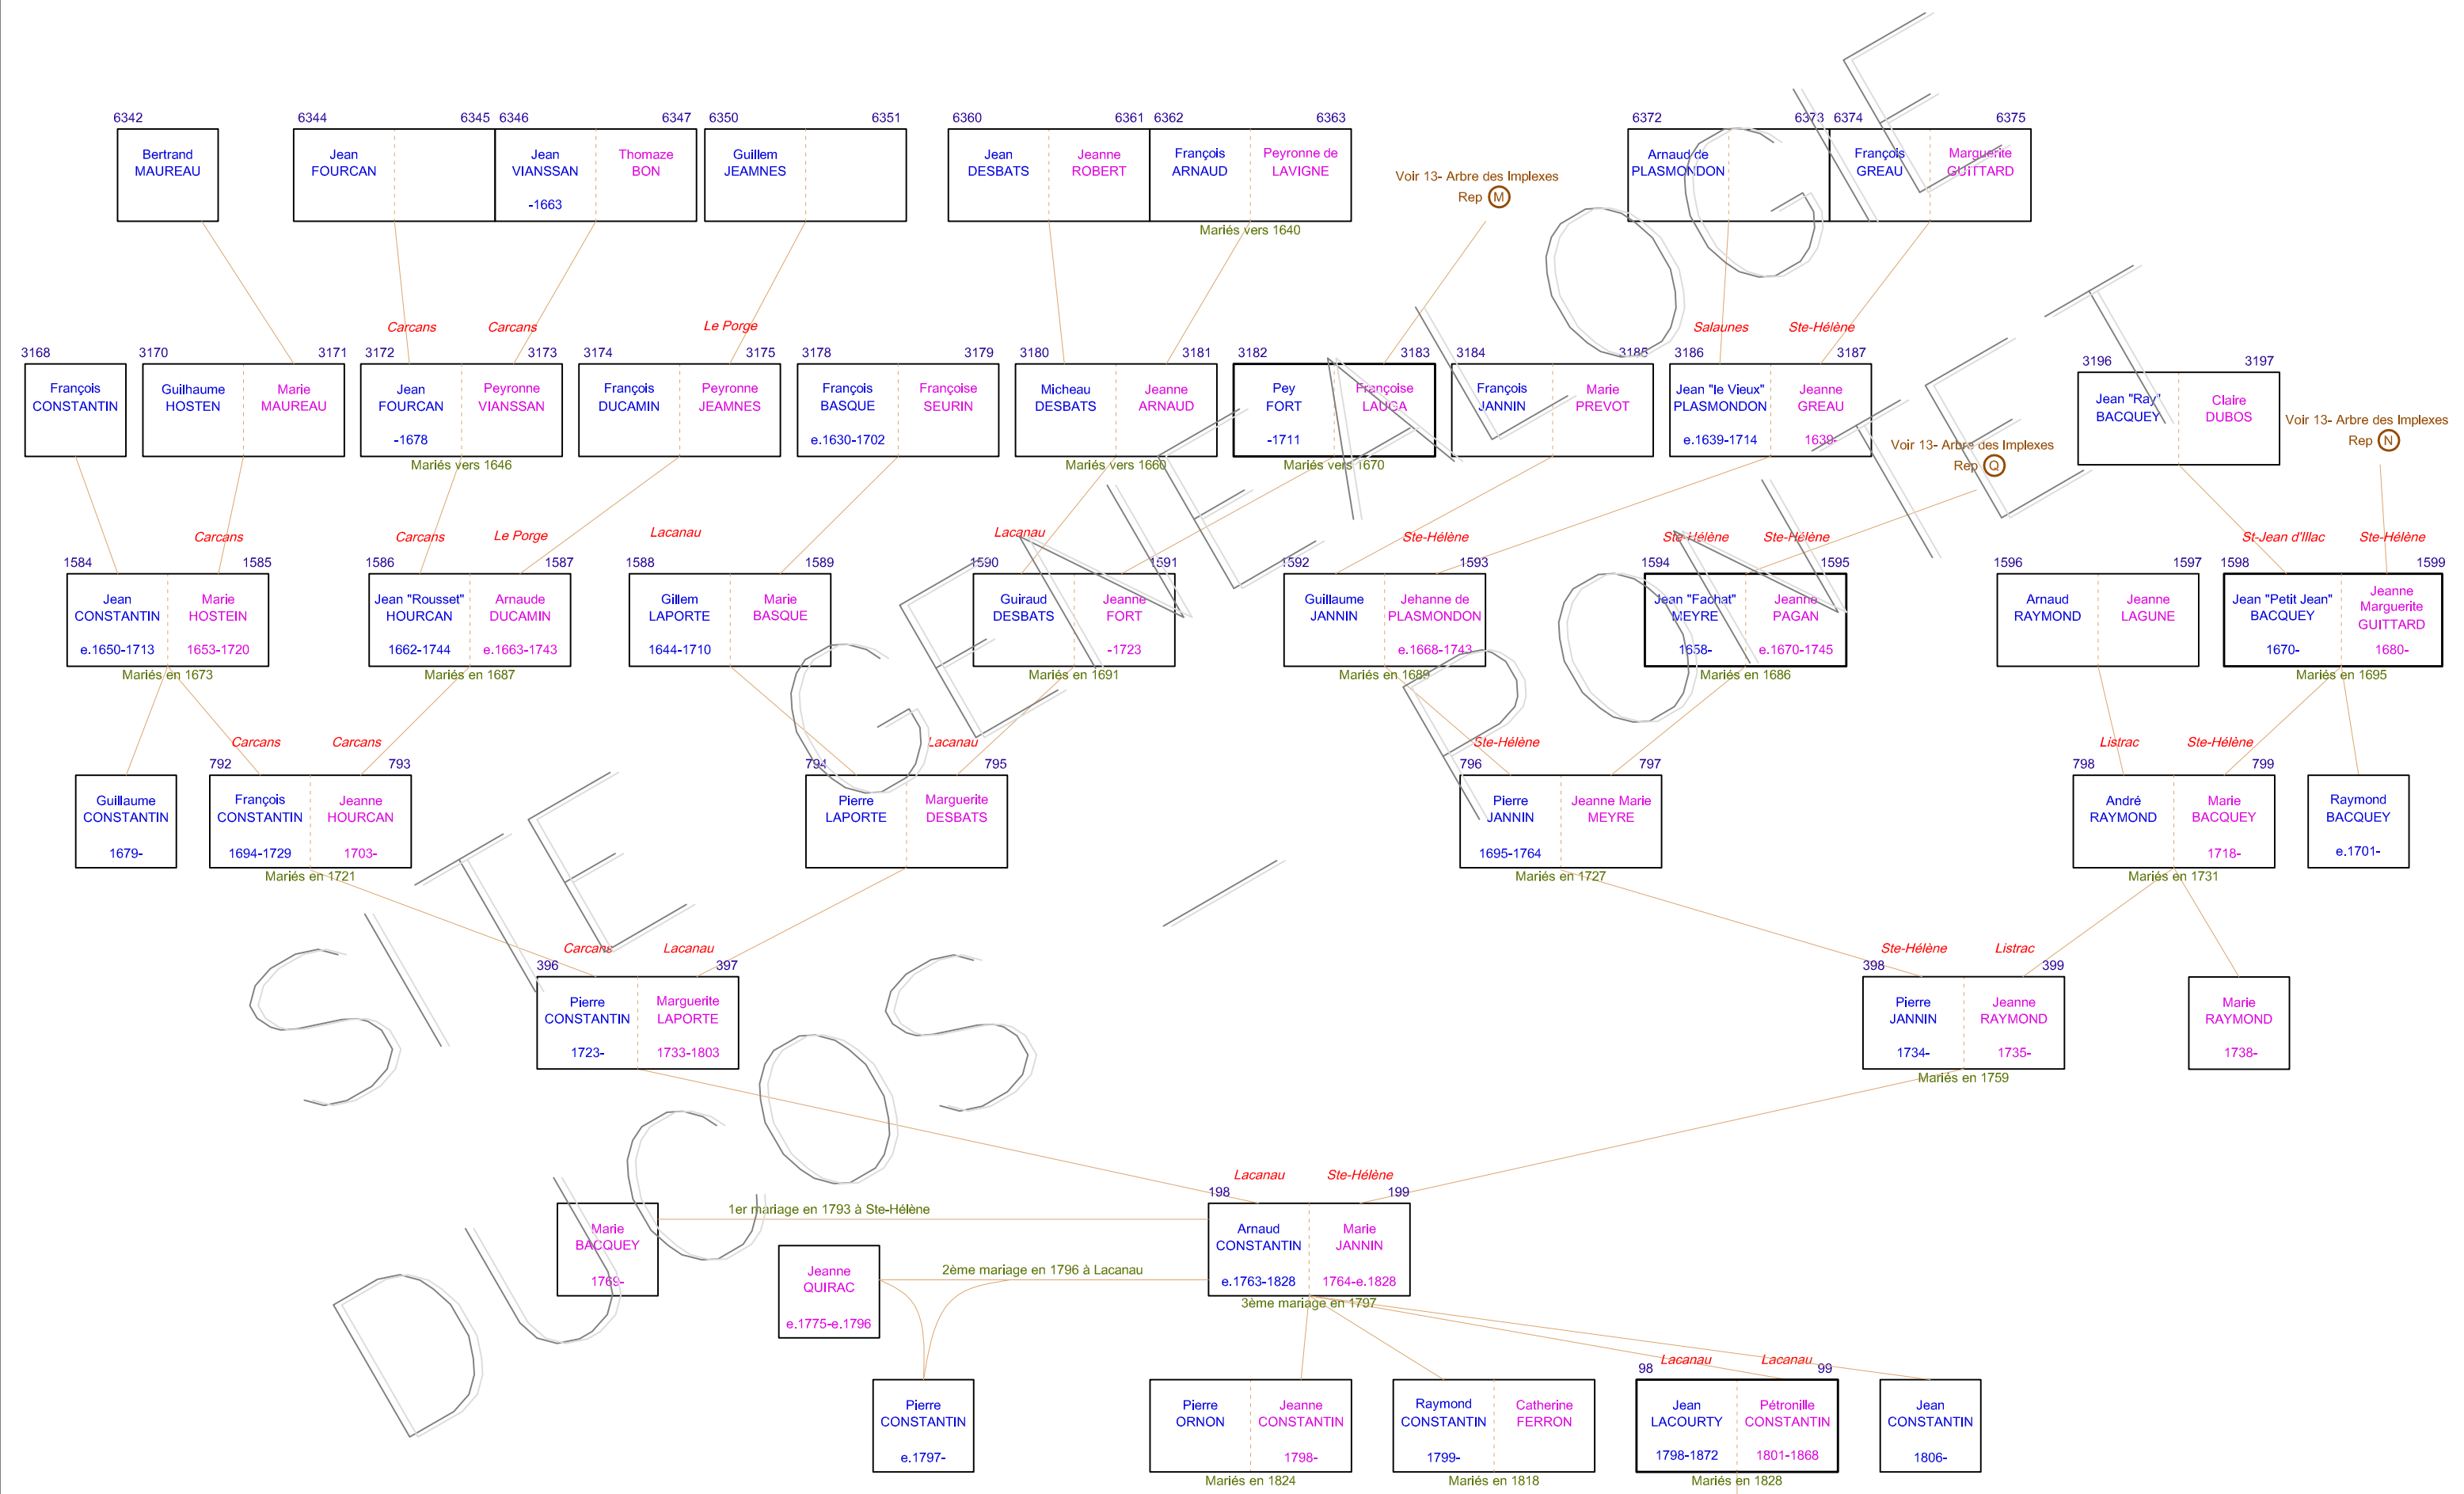 6342
6344
6345
6346
6347
6350
6351
6360
6361
6362
6363
6372
6373
6374
6375
Bertrand
MAUREAU
Jean
FOURCAN
Jean
VIANSSAN
-1663
Thomaze
BON
Guillem
JEAMNES
Jean
DESBATS
Jeanne
ROBERT
François
ARNAUD
Peyronne de
LAVIGNE
Mariés vers 1640
Voir 13- Arbre des Implexes
Rep M
Arnaud de
PLASMONDON
François
GREAU
Marguerite
GUITTARD
Carcans
Carcans
Le Porge
Salaunes
Ste-Hélène
3168
3170
3171
3172
3173
3174
3175
3178
3179
3180
3181
3182
3183
3184
3185
3186
3187
3196
3197
François
CONSTANTIN
Guilhaume
HOSTEN
Marie
MAUREAU
Jean
FOURCAN
-1678
Peyronne
VIANSSAN
Mariés vers 1646
François
DUCAMIN
Peyronne
JEAMNES
François
BASQUE
e.1630-1702
Françoise
SEURIN
Micheau
DESBATS
Jeanne
ARNAUD
Mariés vers 1660
Pey
FORT
-1711
Françoise
LAUGA
Mariés vers 1670
François
JANNIN
Marie
PREVOT
Jean "le Vieux"
PLASMONDON
e.1639-1714
Jeanne
GREAU
1639-
Voir 13- Arbre des Implexes
Rep Q
Jean "Ray"
BACQUEY
Claire
DUBOS
Voir 13- Arbre des Implexes
Rep N
Carcans
Carcans
Le Porge
Lacanau
Lacanau
Ste-Hélène
Ste-Hélène
Ste-Hélène
St-Jean d'Illac
Ste-Hélène
1584
1585
1586
1587
1588
1589
1590
1591
1592
1593
1594
1595
1596
1597
1598
1599
Jean
CONSTANTIN
e.1650-1713
Marie
HOSTEIN
1653-1720
Mariés en 1673
Jean "Rousset"
HOURCAN
1662-1744
Arnaude
DUCAMIN
e.1663-1743
Mariés en 1687
Gillem
LAPORTE
1644-1710
Marie
BASQUE
Guiraud
DESBATS
Jeanne
FORT
-1723
Mariés en 1691
Guillaume
JANNIN
Jehanne de
PLASMONDON
e.1668-1743
Mariés en 1689
Jean "Fachat"
MEYRE
1658-
Jeanne
PAGAN
e.1670-1745
Mariés en 1686
Arnaud
RAYMOND
Jeanne
LAGUNE
Jean "Petit Jean"
BACQUEY
1670-
Jeanne
Marguerite
GUITTARD
1680-
Mariés en 1695
Carcans
Carcans
Lacanau
Ste-Hélène
Listrac
Ste-Hélène
792
793
794
795
796
797
798
799
Guillaume
CONSTANTIN
1679-
François
CONSTANTIN
1694-1729
Jeanne
HOURCAN
1703-
Mariés en 1721
Pierre
LAPORTE
Marguerite
DESBATS
Pierre
JANNIN
1695-1764
Jeanne Marie
MEYRE
Mariés en 1727
André
RAYMOND
Marie
BACQUEY
1718-
Mariés en 1731
Raymond
BACQUEY
e.1701-
Carcans
Lacanau
Ste-Hélène
Listrac
396
397
398
399
Pierre
CONSTANTIN
1723-
Marguerite
LAPORTE
1733-1803
Pierre
JANNIN
1734-
Jeanne
RAYMOND
1735-
Mariés en 1759
Marie
RAYMOND
1738-
Lacanau
Ste-Hélène
198
199
Marie
BACQUEY
1769-
1er mariage en 1793 à Ste-Hélène
Jeanne
QUIRAC
e.1775-e.1796
2ème mariage en 1796 à Lacanau
Arnaud
CONSTANTIN
e.1763-1828
Marie
JANNIN
1764-e.1828
3ème mariage en 1797
Lacanau
Lacanau
98
99
Pierre
CONSTANTIN
e.1797-
Pierre
ORNON
Jeanne
CONSTANTIN
1798-
Mariés en 1824
Raymond
CONSTANTIN
1799-
Catherine
FERRON
Mariés en 1818
Jean
LACOURTY
1798-1872
Pétronille
CONSTANTIN
1801-1868
Mariés en 1828
Jean
CONSTANTIN
1806-
SITE GENEALOGIE
DUCOS - POMIET